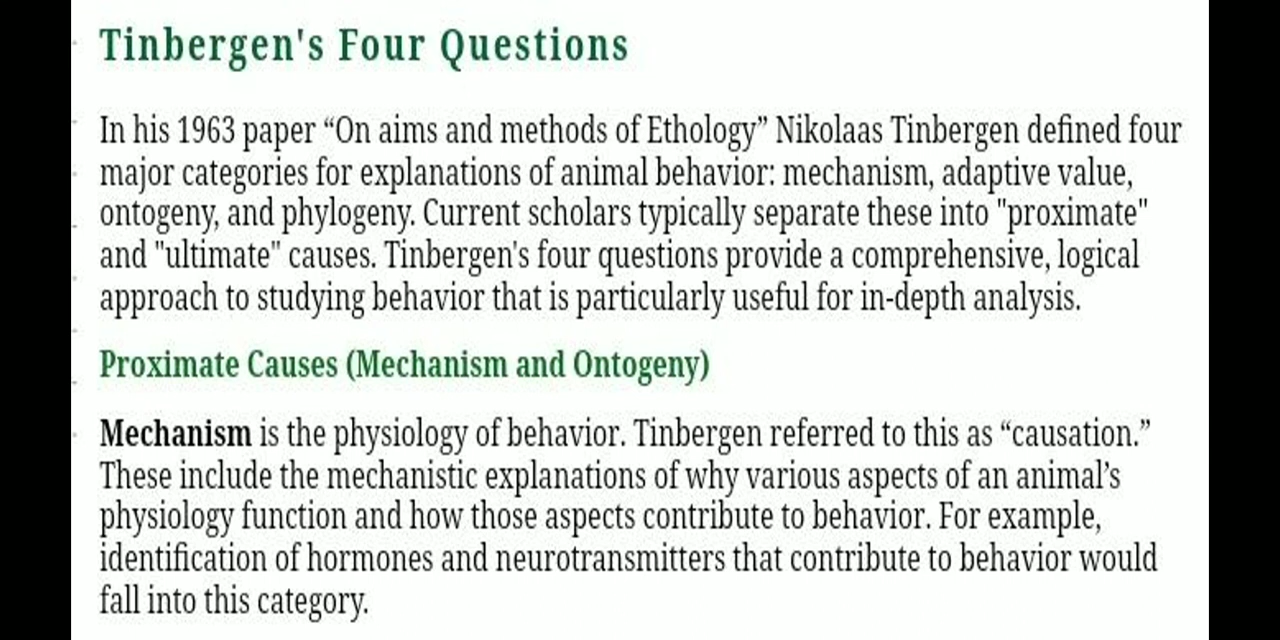 Tinbergen's Four Questions
In his 1963 paper “On aims and methods of Ethology” Nikolaas Tinbergen defined four
major categories for explanations of animal behavior: mechanism, adaptive value,
ontogeny, and phylogeny. Current scholars typically separate these into "proximate"
and "ultimate" causes. Tinbergen's four questions provide a comprehensive, logical
approach to studying behavior that is particularly useful for in-depth analysis.
Proximate Causes (Mechanism and Ontogeny)
Mechanism is the physiology of behavior. Tinbergen referred to this as “causation.”
These include the mechanistic explanations of why various aspects of an animal’s
physiology function and how those aspects contribute to behavior. For example,
identification of hormones and neurotransmitters that contribute to behavior would
fall into this category.